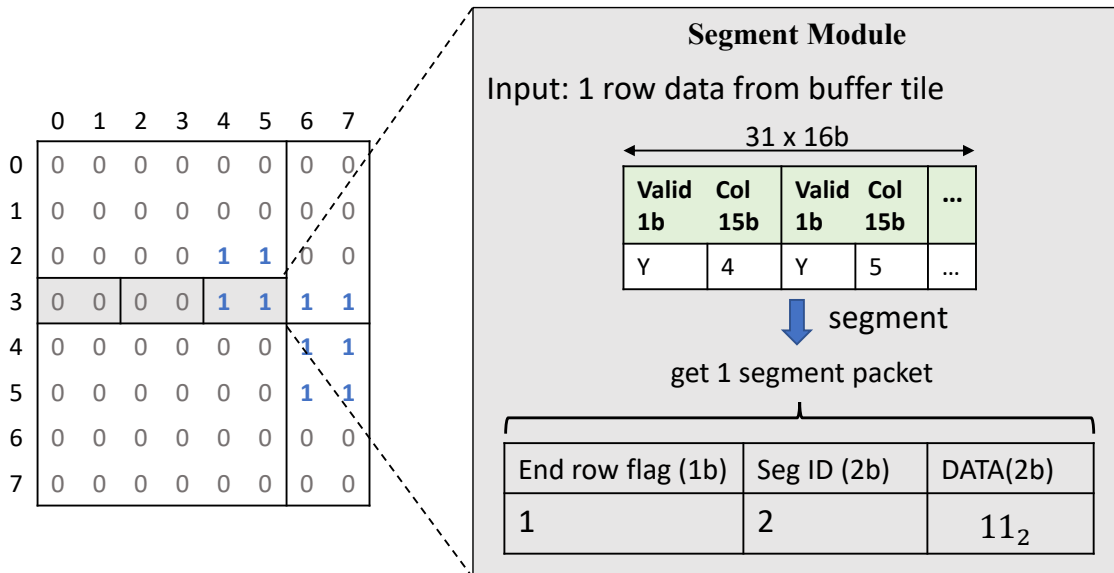 0 1 2 3 4 5 6 7
0 0 0 0 0 0 0 0 0
1 0 0 0 0 0 0 0 0
2 0 0 0 0 1 1 0 0
3 0 0 0 0 1 1 1 1
4 0 0 0 0 0 0 1 1
5 0 0 0 0 0 0 1 1
6 0 0 0 0 0 0 0 0
7 0 0 0 0 0 0 0 0
Segment Module
Input: 1 row data from buffer tile
31 x 16b
Valid Col Valid Col ...
1b 15b 1b 15b
Y 4 Y 5 ...
segment
get 1 segment packet
End row flag (1b) Seg ID (2b) DATA(2b)
1 2 11₂